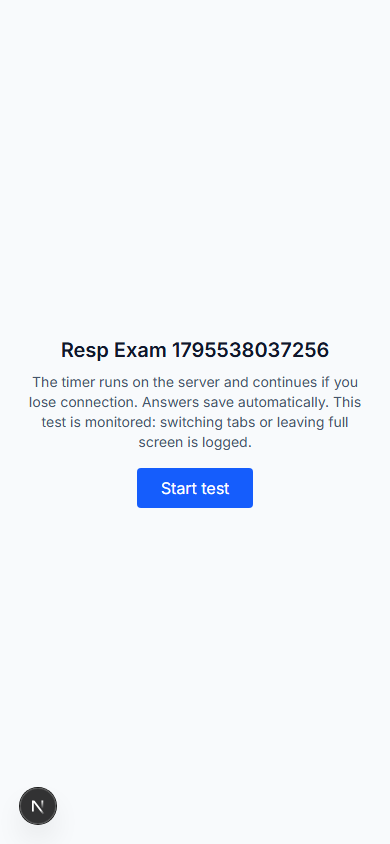 Resp Exam 1795538037256
The timer runs on the server and continues if you
lose connection. Answers save automatically. This
test is monitored: switching tabs or leaving full
screen is logged.
Start test
N